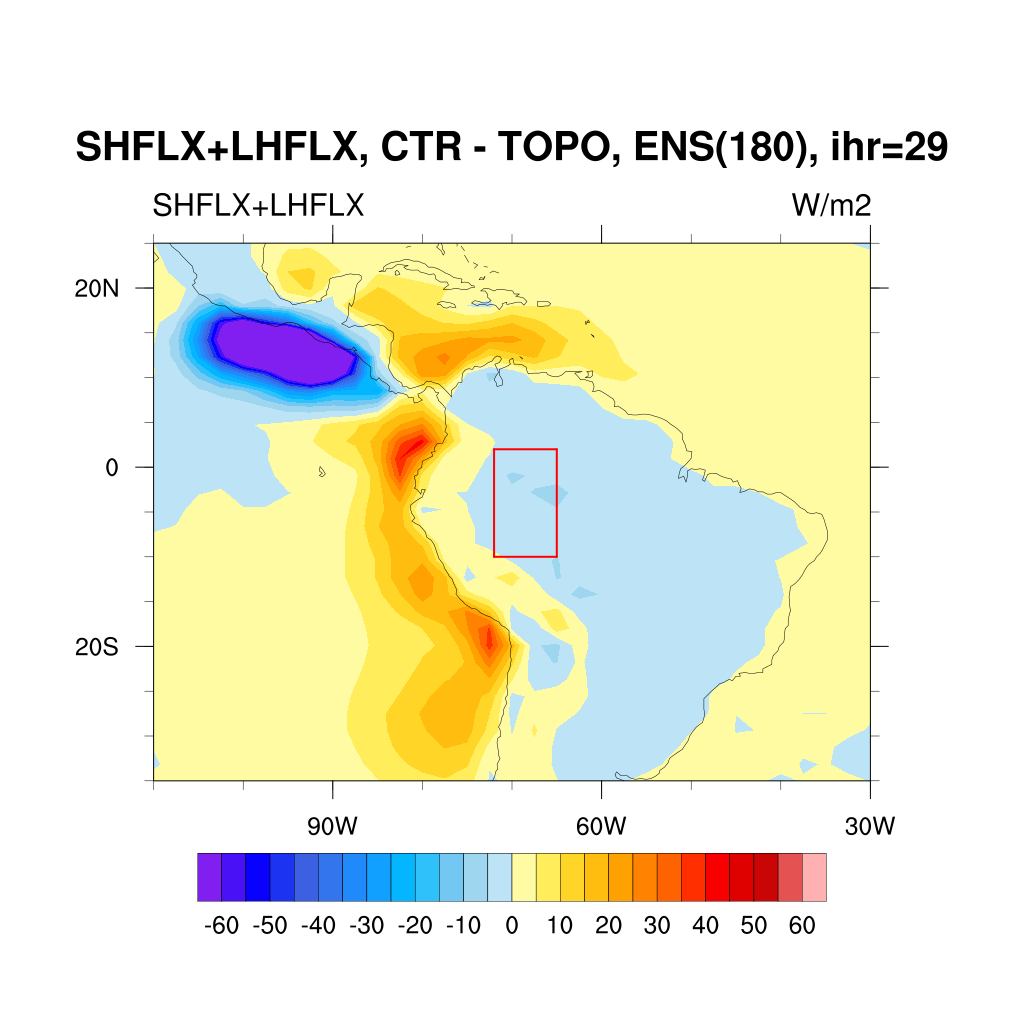 SHFLX+LHFLX, CTR - TOPO, ENS(180), ihr=29
SHFLX+LHFLX W/m2
20N
0
20S
90W 60W 30W
-60 -50 -40 -30 -20 -10 0 10 20 30 40 50 60